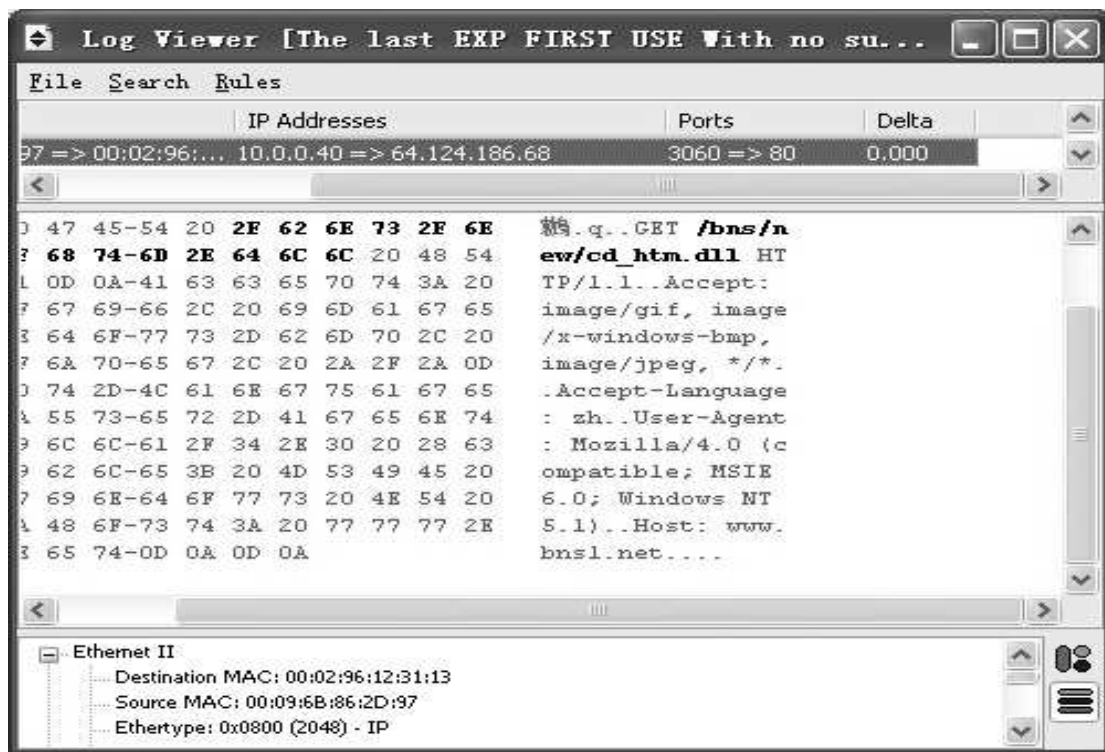 Log Viewer [The last EXP FIRST USE With no su...
File Search Rules
IP Addresses Ports Delta
97 => 00:02:96:... 10.0.0.40 => 64.124.186.68 3060 => 80 0.000
47 45-54 20 2F 62 6E 73 2F 6E .q..GET /bns/n
68 74-6D 2E 64 6C 6C 20 48 54 ew/cd_htm.dll HT
0D 0A-41 63 63 65 70 74 3A 20 TP/1.1..Accept:
67 69-66 2C 20 69 6D 61 67 65 image/gif, image
64 6F-77 73 2D 62 6D 70 2C 20 /x-windows-bmp,
6A 70-65 67 2C 20 2A 2F 2A 0D image/jpeg, */*.
74 2D-4C 61 6E 67 75 61 67 65 .Accept-Language
55 73-65 72 2D 41 67 65 6E 74 : zh..User-Agent
6C 6C-61 2F 34 2E 30 20 28 63 : Mozilla/4.0 (c
62 6C-65 3B 20 4D 53 49 45 20 ompatible; MSIE
69 6E-64 6F 77 73 20 4E 54 20 6.0; Windows NT
48 6F-73 74 3A 20 77 77 77 2E 5.1)..Host: www.
65 74-0D 0A 0D 0A bns1.net....
Ethernet II
Destination MAC: 00:02:96:12:31:13
Source MAC: 00:09:6B:86:2D:97
Ethertype: 0x0800 (2048) - IP